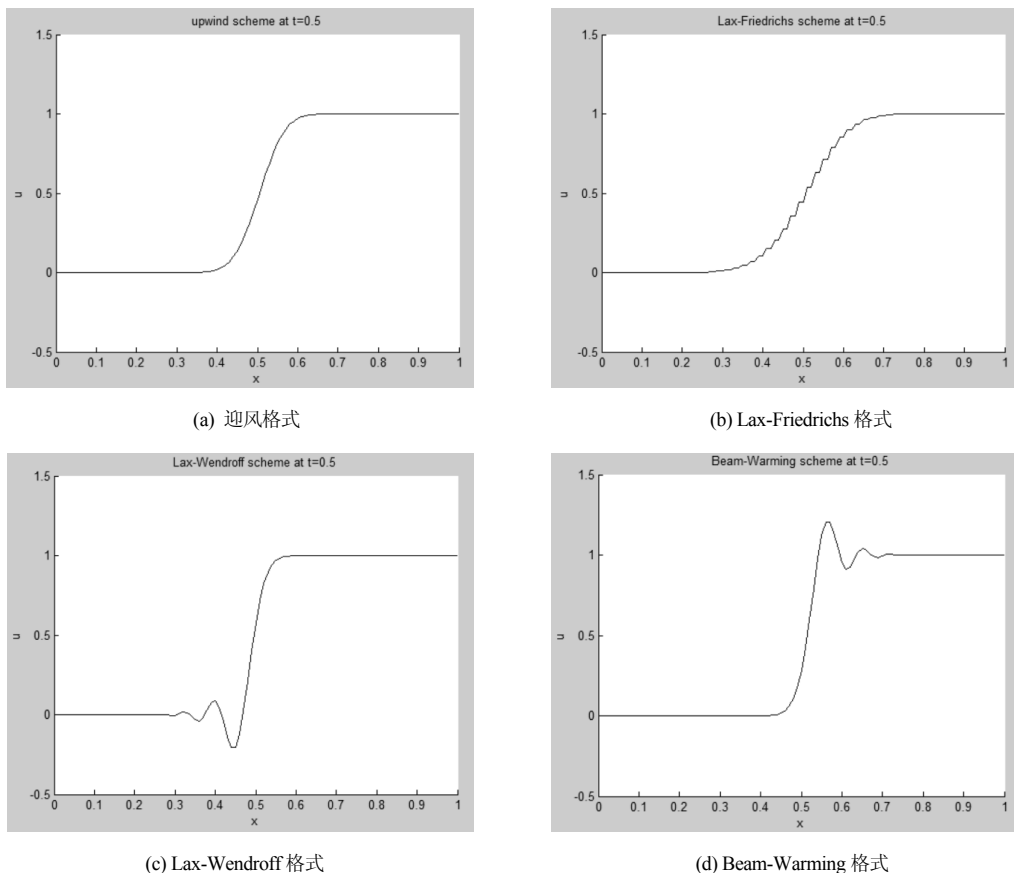 upwind scheme at t=0.5
1.5
1
0.5
0
-0.5
u
0 0.1 0.2 0.3 0.4 0.5 0.6 0.7 0.8 0.9 1
x
(a) 迎风格式
Lax-Friedrichs scheme at t=0.5
1.5
1
0.5
0
-0.5
u
0 0.1 0.2 0.3 0.4 0.5 0.6 0.7 0.8 0.9 1
x
(b) Lax-Friedrichs 格式
Lax-Wendroff scheme at t=0.5
1.5
1
0.5
0
-0.5
u
0 0.1 0.2 0.3 0.4 0.5 0.6 0.7 0.8 0.9 1
x
(c) Lax-Wendroff 格式
Beam-Warming scheme at t=0.5
1.5
1
0.5
0
-0.5
u
0 0.1 0.2 0.3 0.4 0.5 0.6 0.7 0.8 0.9 1
x
(d) Beam-Warming 格式